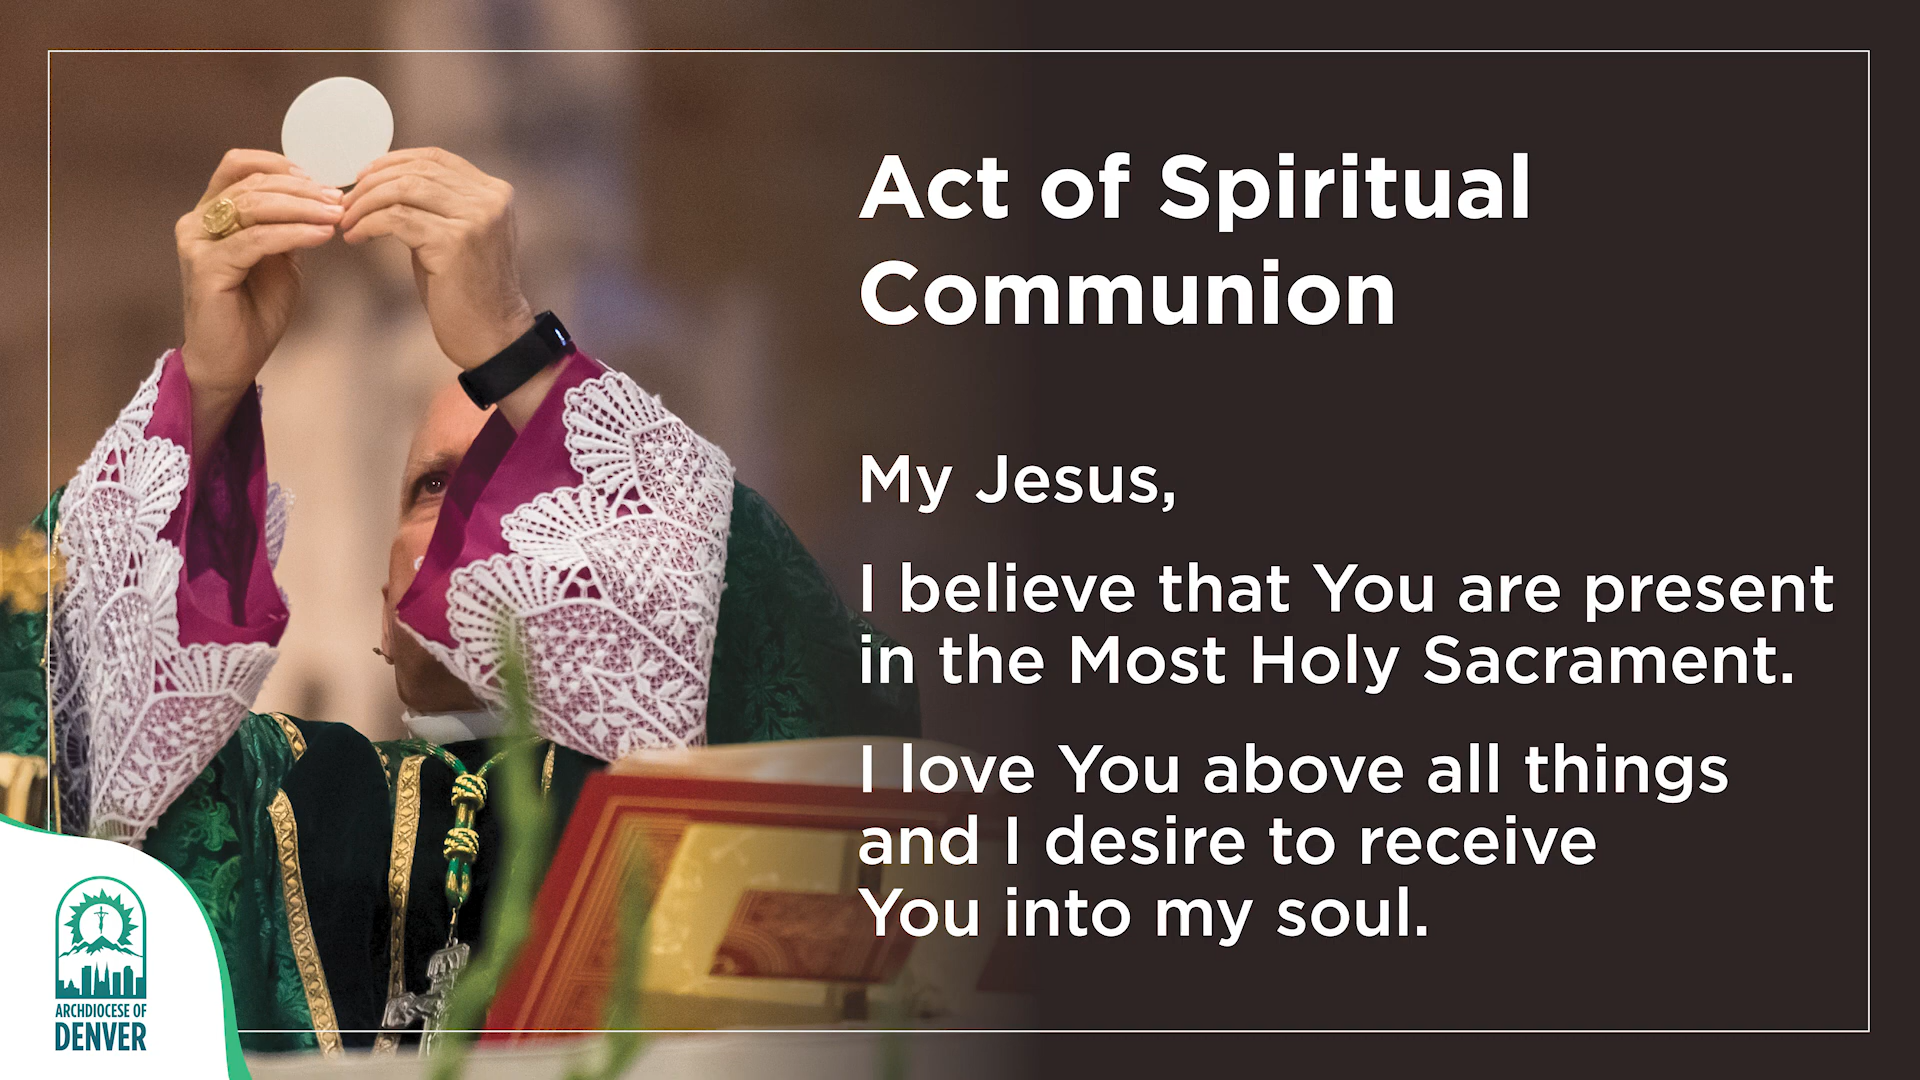 Act of Spiritual
Communion
My Jesus,
I believe that You are present
in the Most Holy Sacrament.
I love You above all things
and I desire to receive
You into my soul.
ARCHDIOCESE OF
DENVER